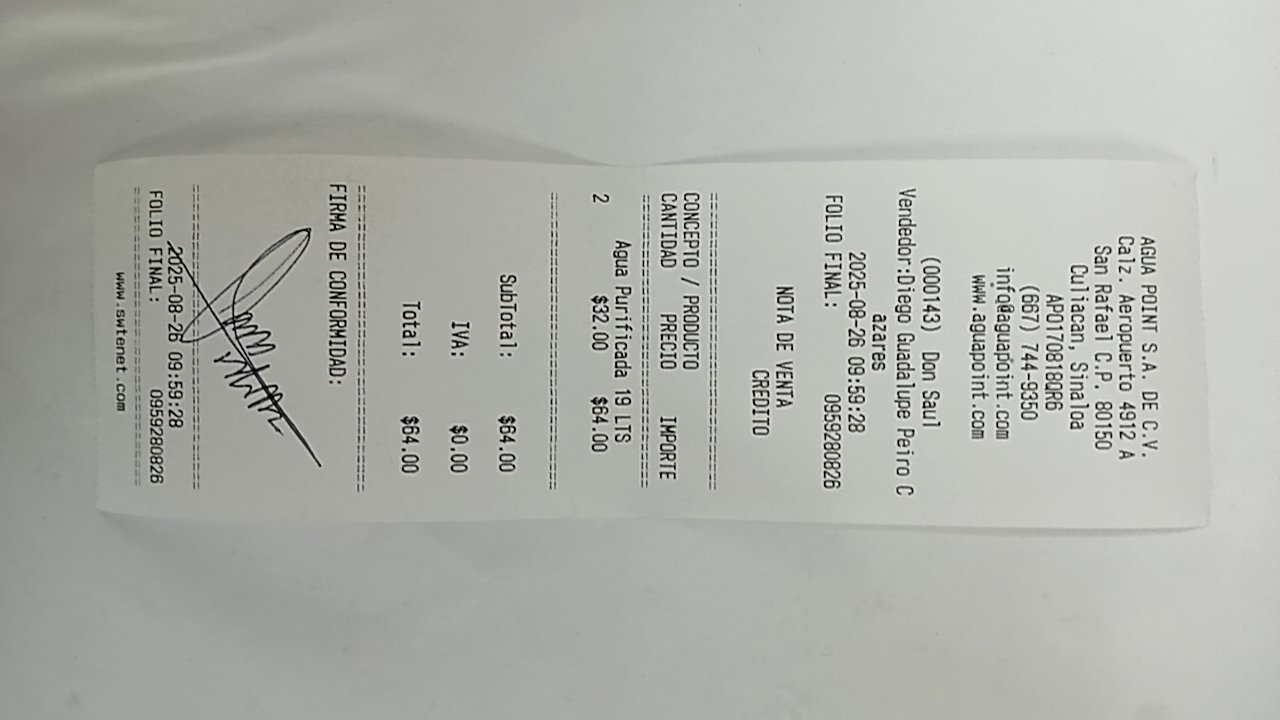 AGUA POINT S.A. DE C.V.
Calz. Aeropuerto 4912 A
San Rafael C.P. 80150
Culiacan, Sinaloa
APO170818QR6
(667) 744-9350
info@aguapoint.com
www.aguapoint.com
(000143) Don Saul
Vendedor:Diego Guadalupe Peiro C
azares
2025-08-26 09:59:28
FOLIO FINAL: 0959280826
NOTA DE VENTA
CREDITO
CONCEPTO / PRODUCTO
CANTIDAD PRECIO IMPORTE
Agua Purificada 19 LTS
2 $32.00 $64.00
SubTotal: $64.00
IVA: $0.00
Total: $64.00
FIRMA DE CONFORMIDAD:
2025-08-26 09:59:28
FOLIO FINAL: 0959280826
www.swtenet.com